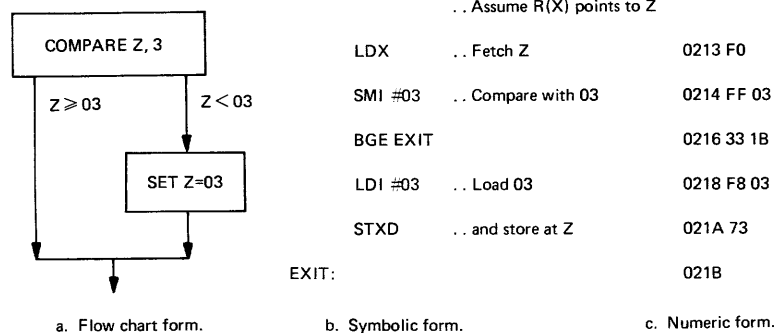 .. Assume R(X) points to Z
COMPARE Z, 3
Z ⩾ 03
Z < 03
SET Z=03
LDX .. Fetch Z 0213 F0
SMI #03 .. Compare with 03 0214 FF 03
BGE EXIT 0216 33 1B
LDI #03 .. Load 03 0218 F8 03
STXD .. and store at Z 021A 73
EXIT: 021B
a. Flow chart form. b. Symbolic form. c. Numeric form.